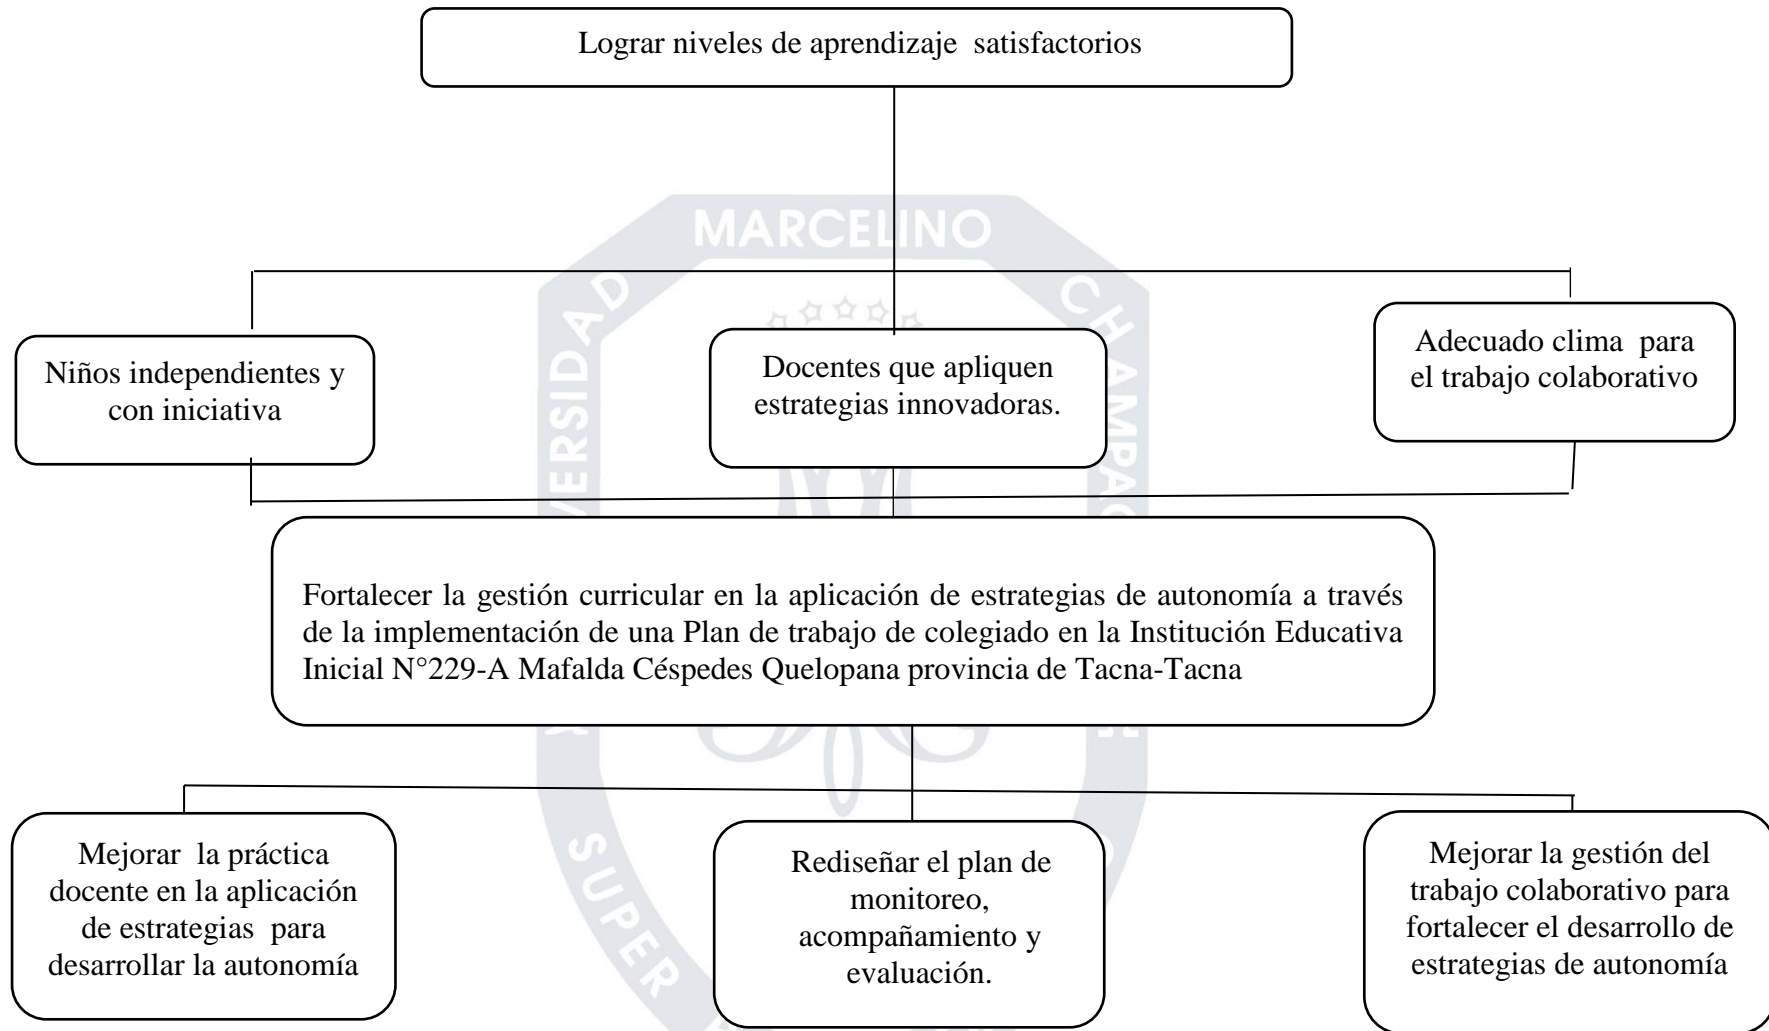 Lograr niveles de aprendizaje satisfactorios
MARCELINO
CHAMPAG
VERSIDAD
Niños independientes y
con iniciativa
Docentes que apliquen
estrategias innovadoras.
Adecuado clima para
el trabajo colaborativo
Fortalecer la gestión curricular en la aplicación de estrategias de autonomía a través
de la implementación de una Plan de trabajo de colegiado en la Institución Educativa
Inicial N°229-A Mafalda Céspedes Quelopana provincia de Tacna-Tacna
Mejorar la práctica
docente en la aplicación
de estrategias para
desarrollar la autonomía
Rediseñar el plan de
monitoreo,
acompañamiento y
evaluación.
Mejorar la gestión del
trabajo colaborativo para
fortalecer el desarrollo de
estrategias de autonomía
SUPER